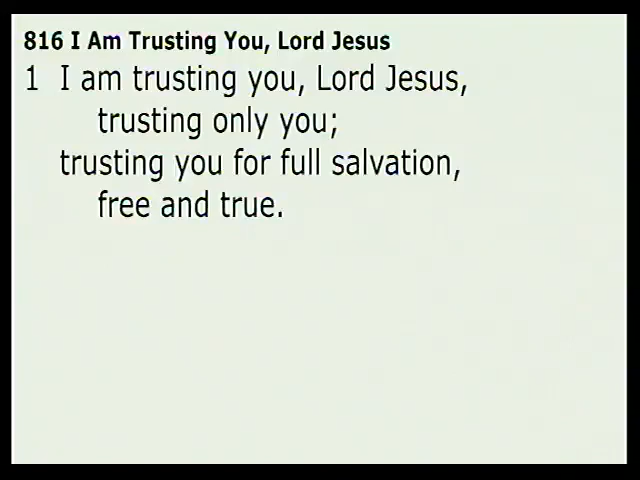 816 I Am Trusting You, Lord Jesus
1 I am trusting you, Lord Jesus,
trusting only you;
trusting you for full salvation,
free and true.